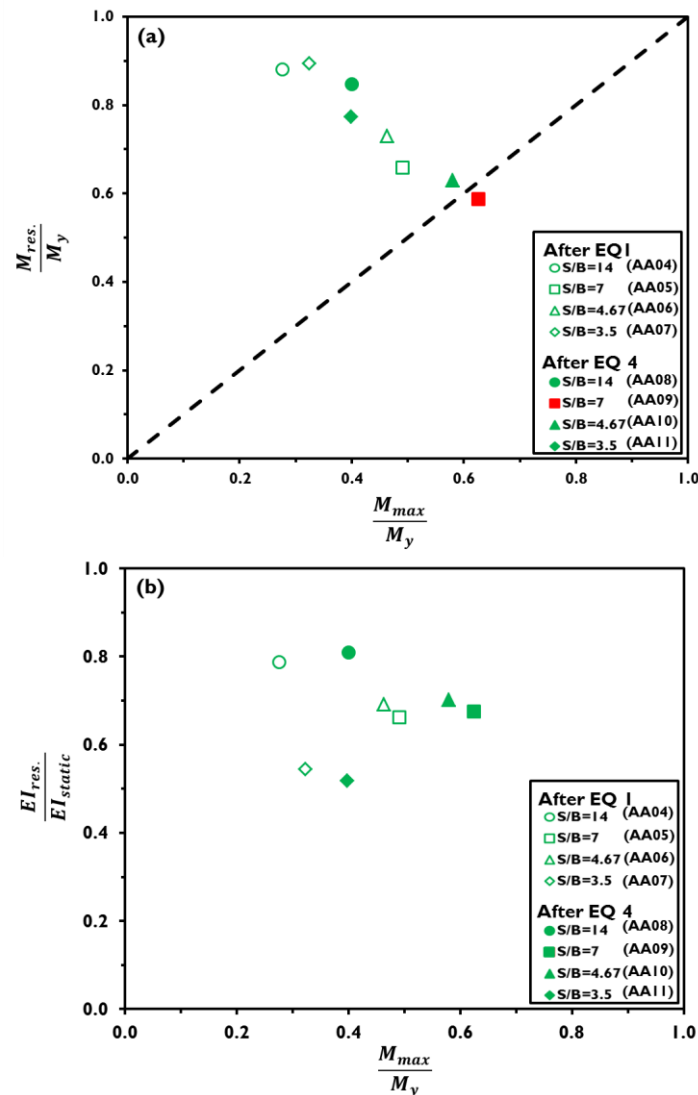 (a)
1.0
0.8
0.6
0.4
0.2
0.0
M_res.
M_y
0.0 0.2 0.4 0.6 0.8 1.0
M_max
M_y
After EQ1
S/B=14 (AA04)
S/B=7 (AA05)
S/B=4.67 (AA06)
S/B=3.5 (AA07)
After EQ 4
S/B=14 (AA08)
S/B=7 (AA09)
S/B=4.67 (AA10)
S/B=3.5 (AA11)
(b)
1.0
0.8
0.6
0.4
0.2
0.0
EI_res.
EI_static
0.0 0.2 0.4 0.6 0.8 1.0
M_max
M_y
After EQ 1
S/B=14 (AA04)
S/B=7 (AA05)
S/B=4.67 (AA06)
S/B=3.5 (AA07)
After EQ 4
S/B=14 (AA08)
S/B=7 (AA09)
S/B=4.67 (AA10)
S/B=3.5 (AA11)